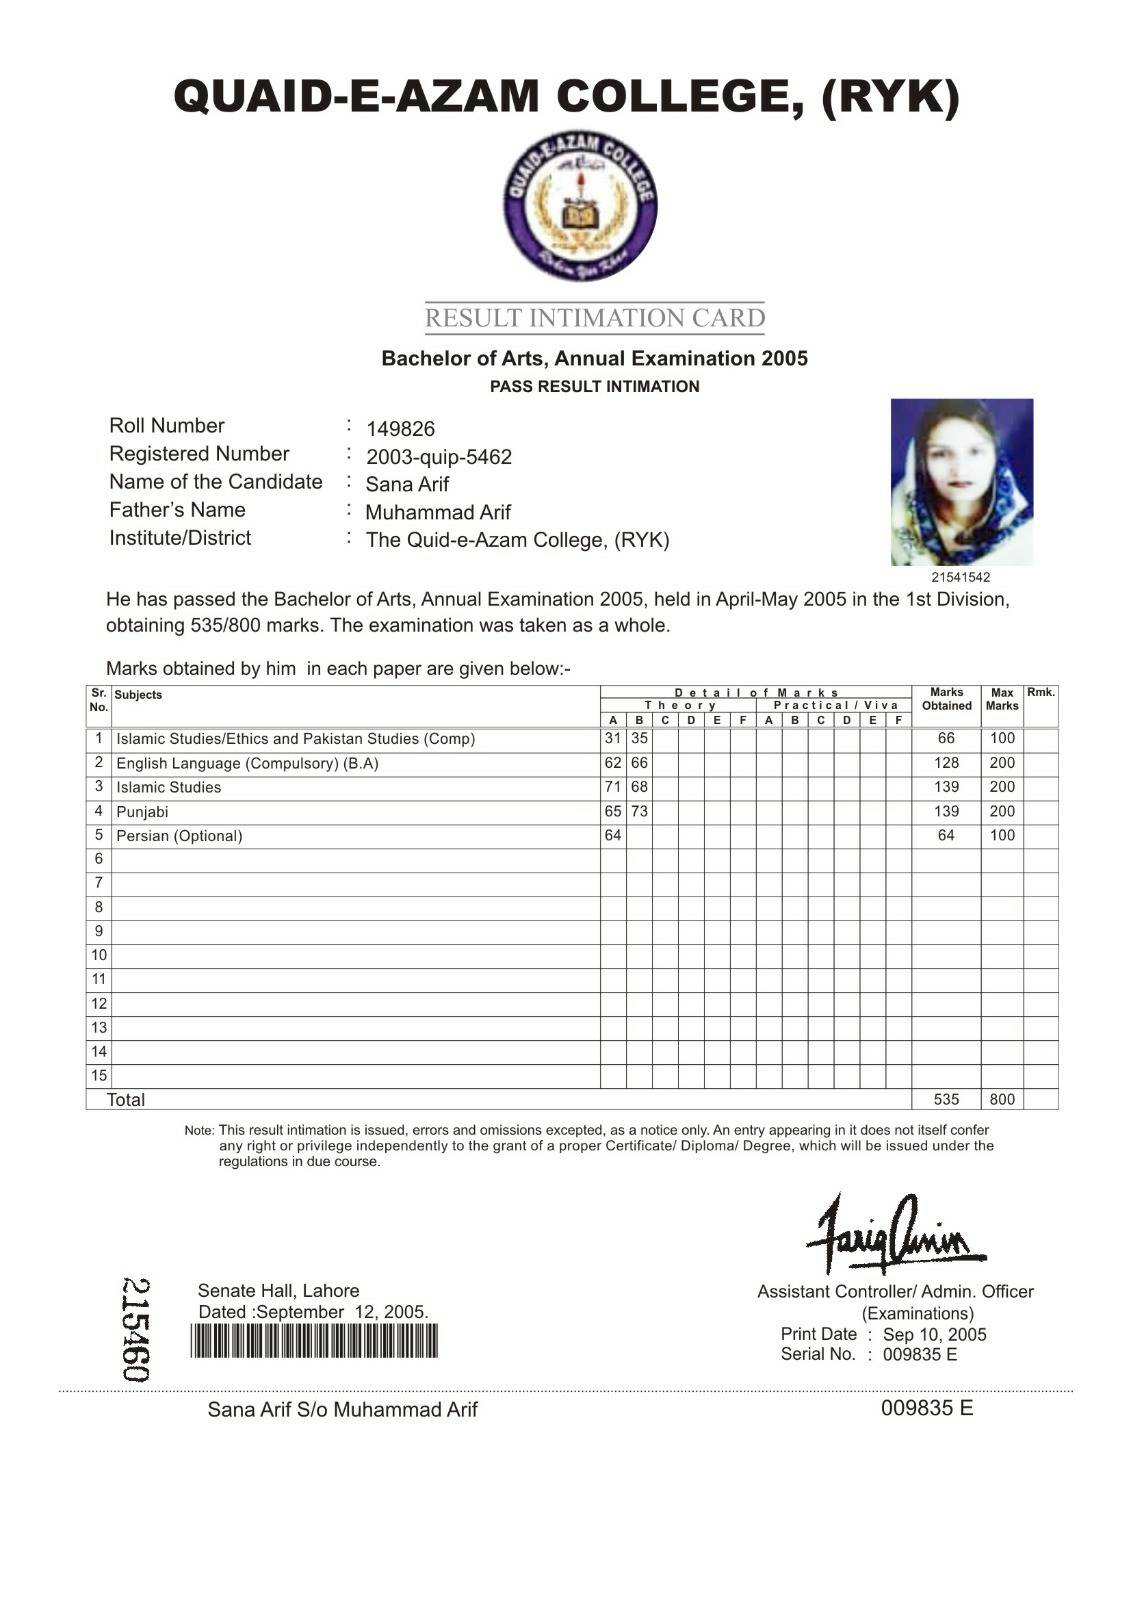 QUAID-E-AZAM COLLEGE, (RYK)
QUAID-E-AZAM COLLEGE
Rahim Yar Khan
RESULT INTIMATION CARD
Bachelor of Arts, Annual Examination 2005
PASS RESULT INTIMATION
Roll Number : 149826
Registered Number : 2003-quip-5462
Name of the Candidate : Sana Arif
Father's Name : Muhammad Arif
Institute/District : The Quid-e-Azam College, (RYK)
21541542
He has passed the Bachelor of Arts, Annual Examination 2005, held in April-May 2005 in the 1st Division,
obtaining 535/800 marks. The examination was taken as a whole.
Marks obtained by him in each paper are given below:-
Sr. No. Subjects Detail of Marks Marks Obtained Max Marks Rmk.
Theory Practical / Viva
A B C D E F A B C D E F
1 Islamic Studies/Ethics and Pakistan Studies (Comp) 31 35 66 100
2 English Language (Compulsory) (B.A) 62 66 128 200
3 Islamic Studies 71 68 139 200
4 Punjabi 65 73 139 200
5 Persian (Optional) 64 64 100
6
7
8
9
10
11
12
13
14
15
Total 535 800
Note: This result intimation is issued, errors and omissions excepted, as a notice only. An entry appearing in it does not itself confer
any right or privilege independently to the grant of a proper Certificate/ Diploma/ Degree, which will be issued under the
regulations in due course.
Tariq Amin
215460
Senate Hall, Lahore
Dated :September 12, 2005.
Assistant Controller/ Admin. Officer
(Examinations)
Print Date : Sep 10, 2005
Serial No. : 009835 E
Sana Arif S/o Muhammad Arif 009835 E